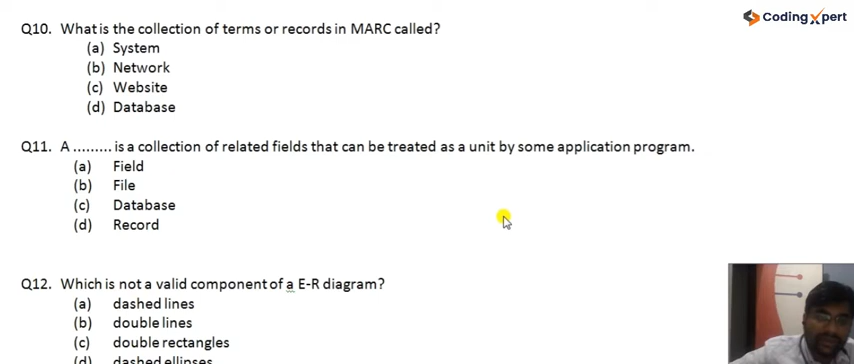 Coding Xpert
Q10. What is the collection of terms or records in MARC called?
(a) System
(b) Network
(c) Website
(d) Database
Q11. A ......... is a collection of related fields that can be treated as a unit by some application program.
(a) Field
(b) File
(c) Database
(d) Record
Q12. Which is not a valid component of a E-R diagram?
(a) dashed lines
(b) double lines
(c) double rectangles
(d) dashed ellipses